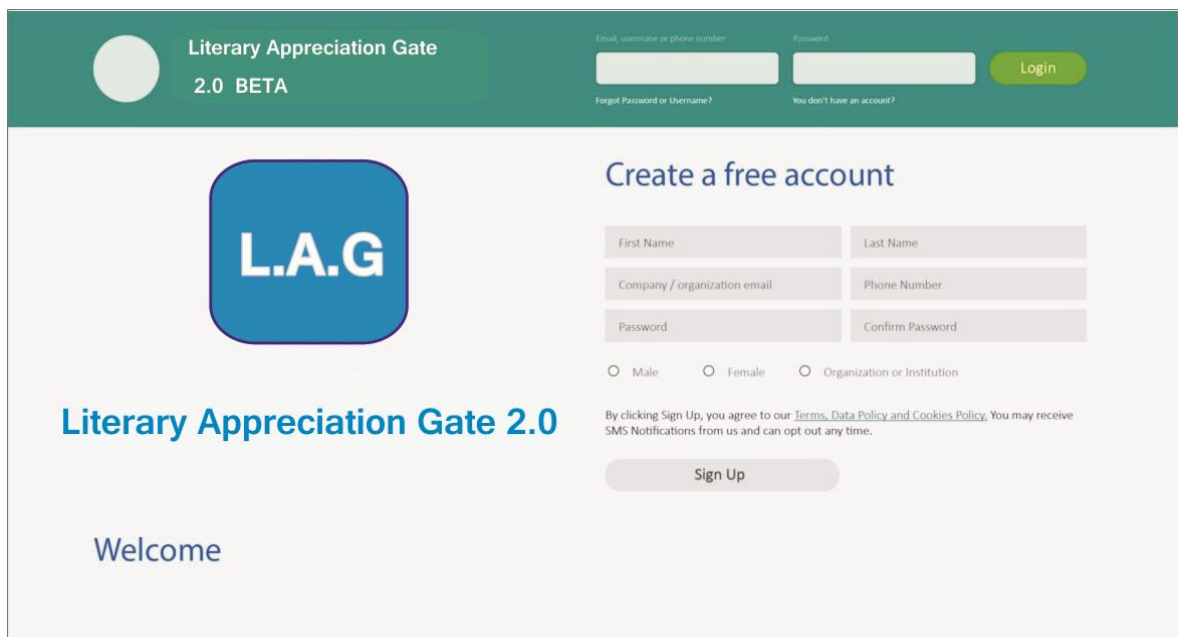 Literary Appreciation Gate
2.0 BETA
Email, usermane or phone number
Password
Login
Forgot Password or Username?
You don't have an account?
L.A.G
Literary Appreciation Gate 2.0
Welcome
Create a free account
First Name
Last Name
Company / organization email
Phone Number
Password
Confirm Password
Male
Female
Organization or Institution
By clicking Sign Up, you agree to our Terms, Data Policy and Cookies Policy, You may receive
SMS Notifications from us and can opt out any time.
Sign Up